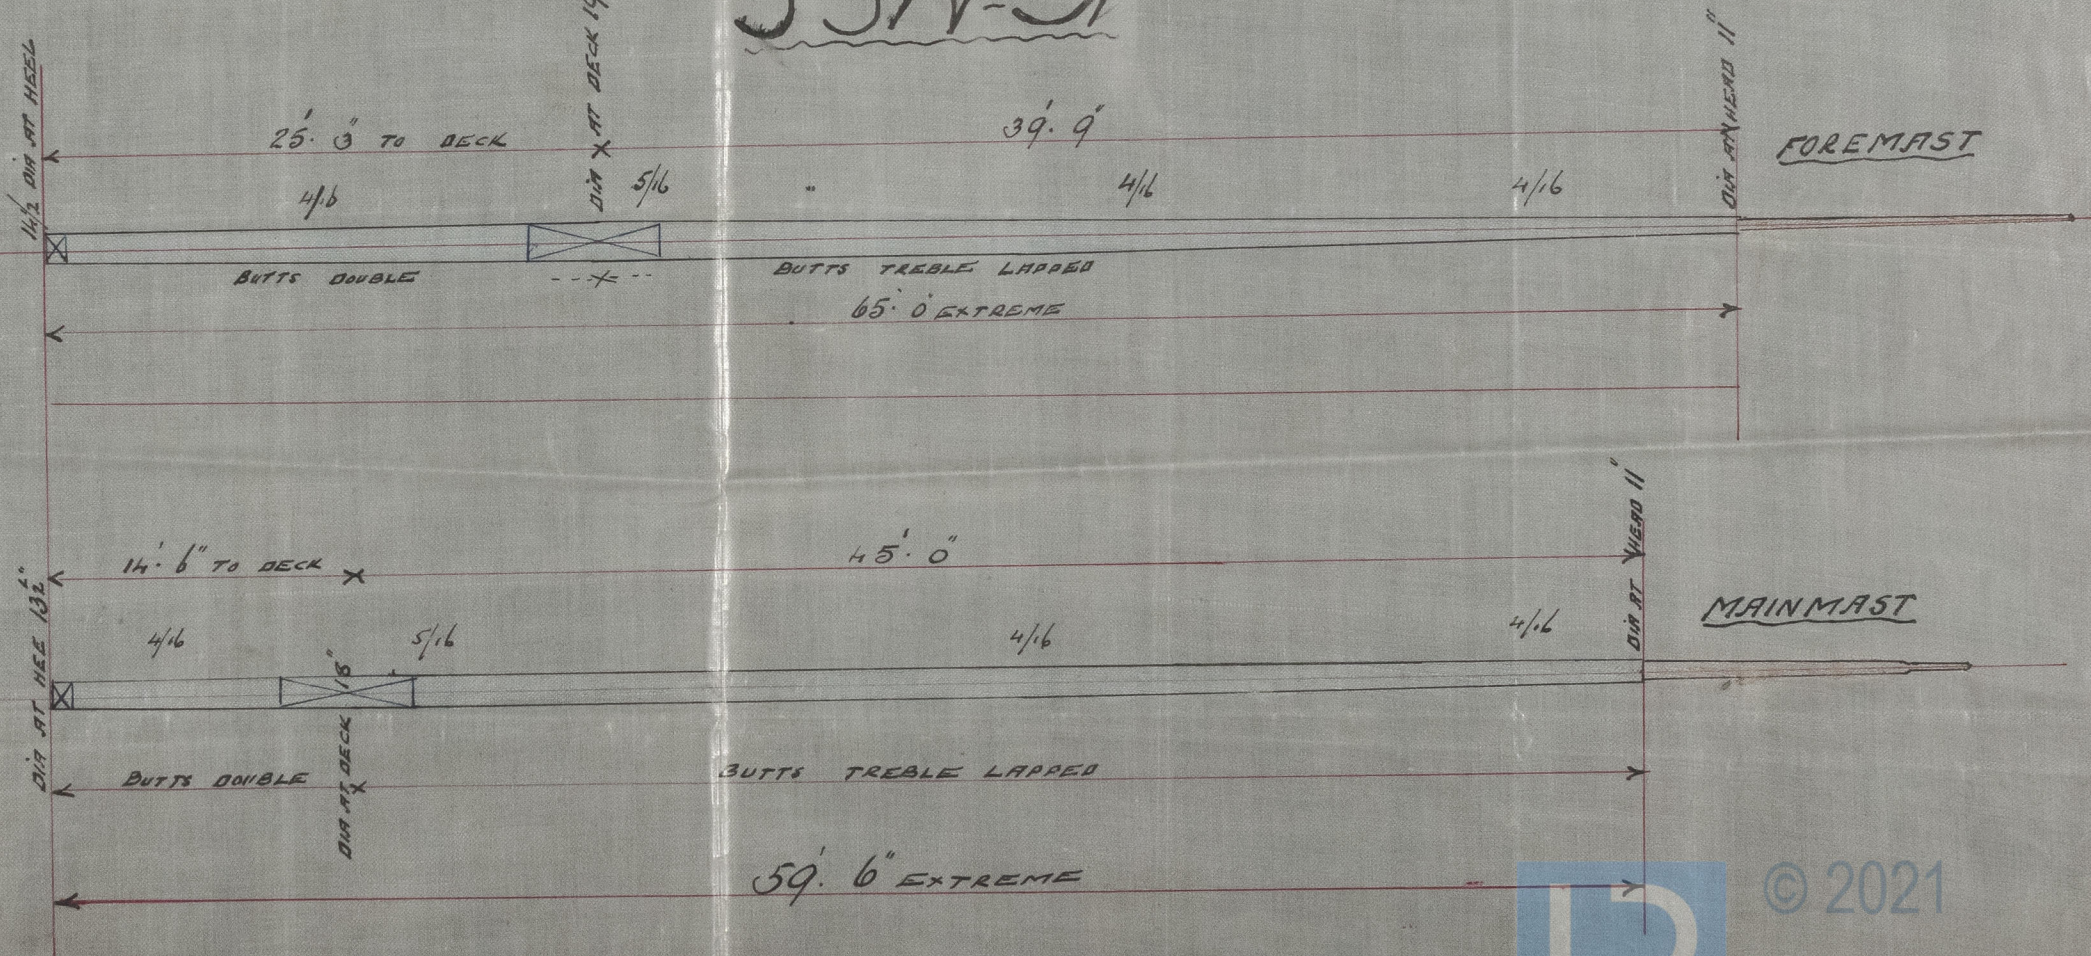 14½ DIA AT HEEL
25'. 3" TO DECK
DIA AT DECK
39'. 9"
DIA AT HEAD 11"
FOREMAST
4/16
5/16
4/16
4/16
BUTTS DOUBLE
BUTTS TREBLE LAPPED
65'. 0" EXTREME
DIA AT HEE 13½"
14'. 6" TO DECK
45'. 0"
DIA AT HEAD 11"
MAINMAST
4/16
5/16
4/16
4/16
DIA AT DECK 18"
BUTTS DOUBLE
BUTTS TREBLE LAPPED
59'. 6" EXTREME
© 2021